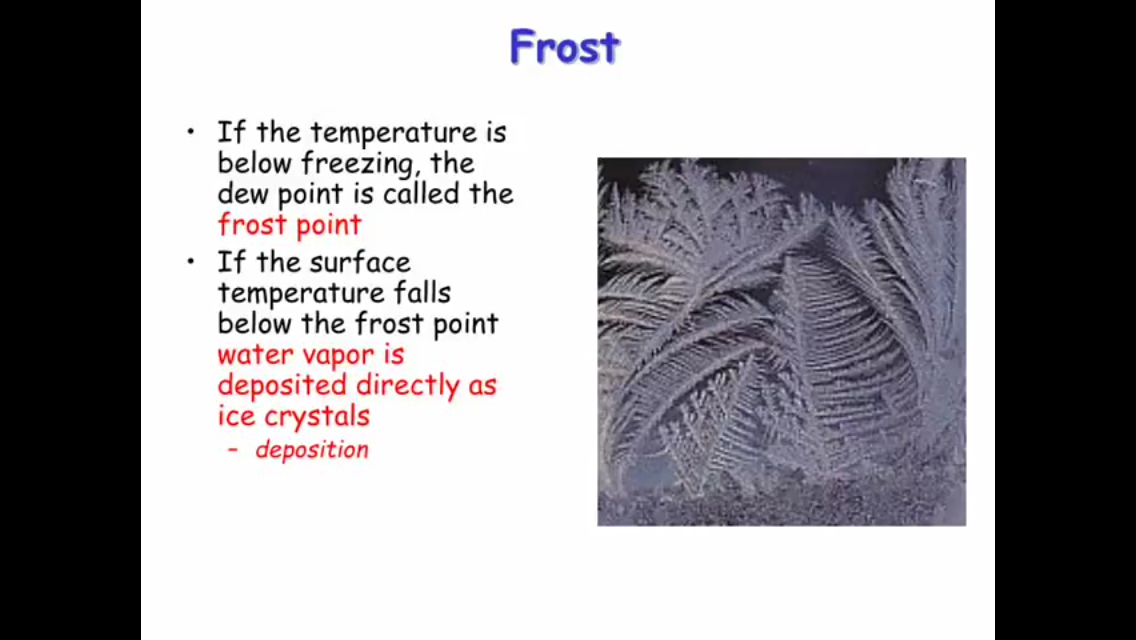 Frost
• If the temperature is
below freezing, the
dew point is called the
frost point
• If the surface
temperature falls
below the frost point
water vapor is
deposited directly as
ice crystals
– deposition